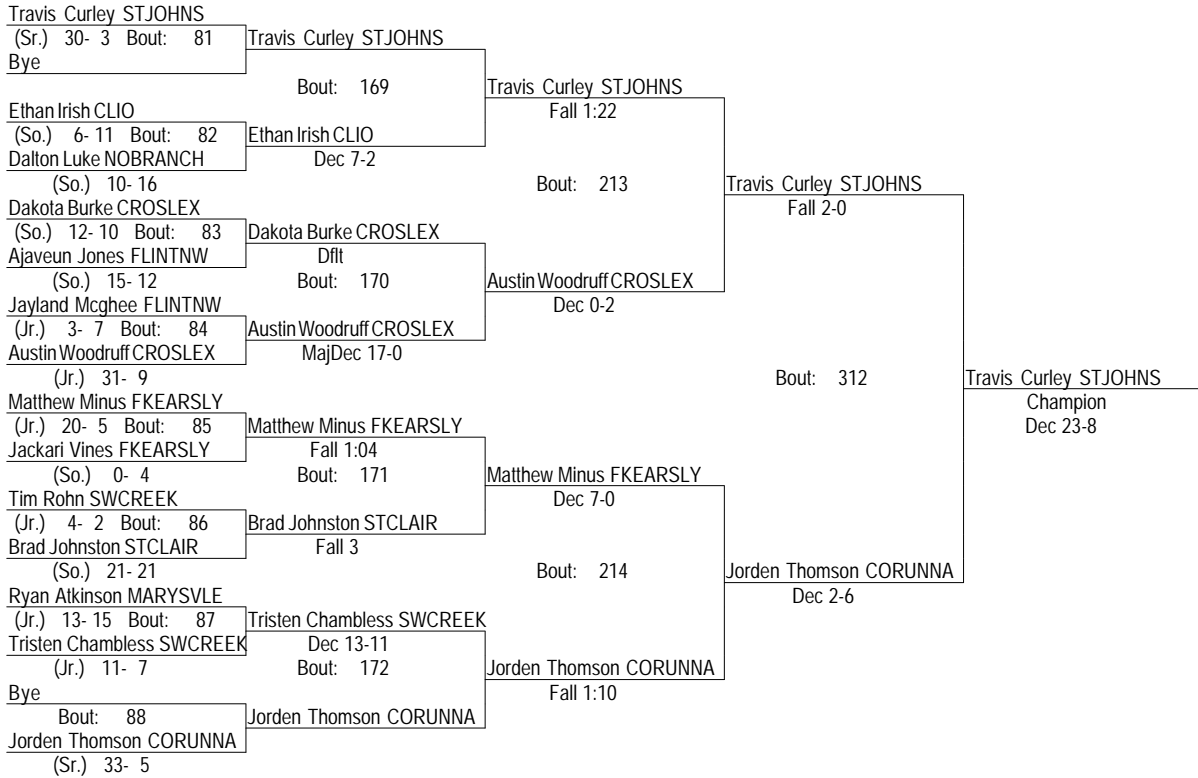 Travis Curley STJOHNS
(Sr.) 30- 3 Bout: 81
Travis Curley STJOHNS
Bye
Bout: 169
Travis Curley STJOHNS
Ethan Irish CLIO
Fall 1:22
(So.) 6- 11 Bout: 82
Ethan Irish CLIO
Dalton Luke NOBRANCH
Dec 7-2
(So.) 10- 16
Bout: 213
Travis Curley STJOHNS
Dakota Burke CROSLEX
Fall 2-0
(So.) 12- 10 Bout: 83
Dakota Burke CROSLEX
Ajaveun Jones FLINTNW
Dflt
(So.) 15- 12
Bout: 170
Austin Woodruff CROSLEX
Jayland Mcghee FLINTNW
Dec 0-2
(Jr.) 3- 7 Bout: 84
Austin Woodruff CROSLEX
Austin Woodruff CROSLEX
MajDec 17-0
(Jr.) 31- 9
Bout: 312
Travis Curley STJOHNS
Matthew Minus FKEARSLY
Champion
(Jr.) 20- 5 Bout: 85
Matthew Minus FKEARSLY
Dec 23-8
Jackari Vines FKEARSLY
Fall 1:04
(So.) 0- 4
Bout: 171
Matthew Minus FKEARSLY
Tim Rohn SWCREEK
Dec 7-0
(Jr.) 4- 2 Bout: 86
Brad Johnston STCLAIR
Brad Johnston STCLAIR
Fall 3
(So.) 21- 21
Bout: 214
Jorden Thomson CORUNNA
Ryan Atkinson MARYSVLE
Dec 2-6
(Jr.) 13- 15 Bout: 87
Tristen Chambless SWCREEK
Tristen Chambless SWCREEK
Dec 13-11
(Jr.) 11- 7
Bout: 172
Jorden Thomson CORUNNA
Bye
Fall 1:10
Bout: 88
Jorden Thomson CORUNNA
Jorden Thomson CORUNNA
(Sr.) 33- 5